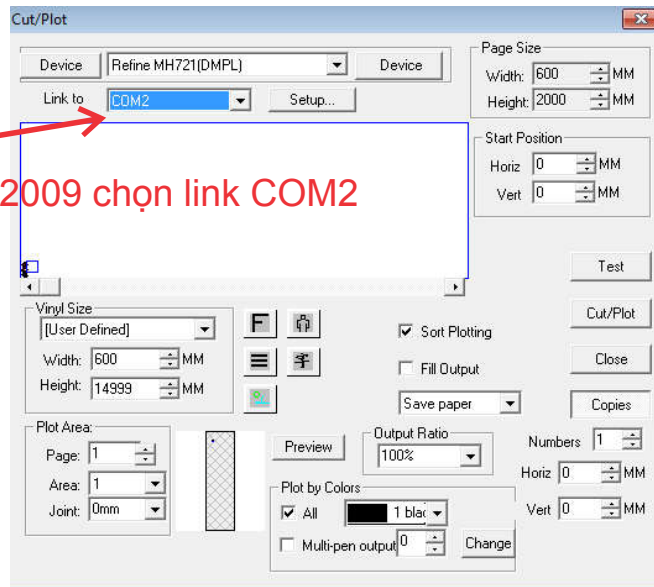 Cut/Plot
Device Refine MH721(DMPL) Device
Link to COM2 Setup...
Page Size
Width: 600 MM
Height: 2000 MM
Start Position
Horiz 0 MM
Vert 0 MM
2009 chọn link COM2
Test
Cut/Plot
Close
Copies
Vinyl Size
[User Defined]
Width: 600 MM
Height: 14999 MM
Sort Plotting
Fill Output
Save paper
Plot Area:
Page: 1
Area: 1
Joint: 0mm
Preview
Output Ratio
100%
Plot by Colors
All 1 blac
Multi-pen output 0 Change
Numbers 1
Horiz 0 MM
Vert 0 MM